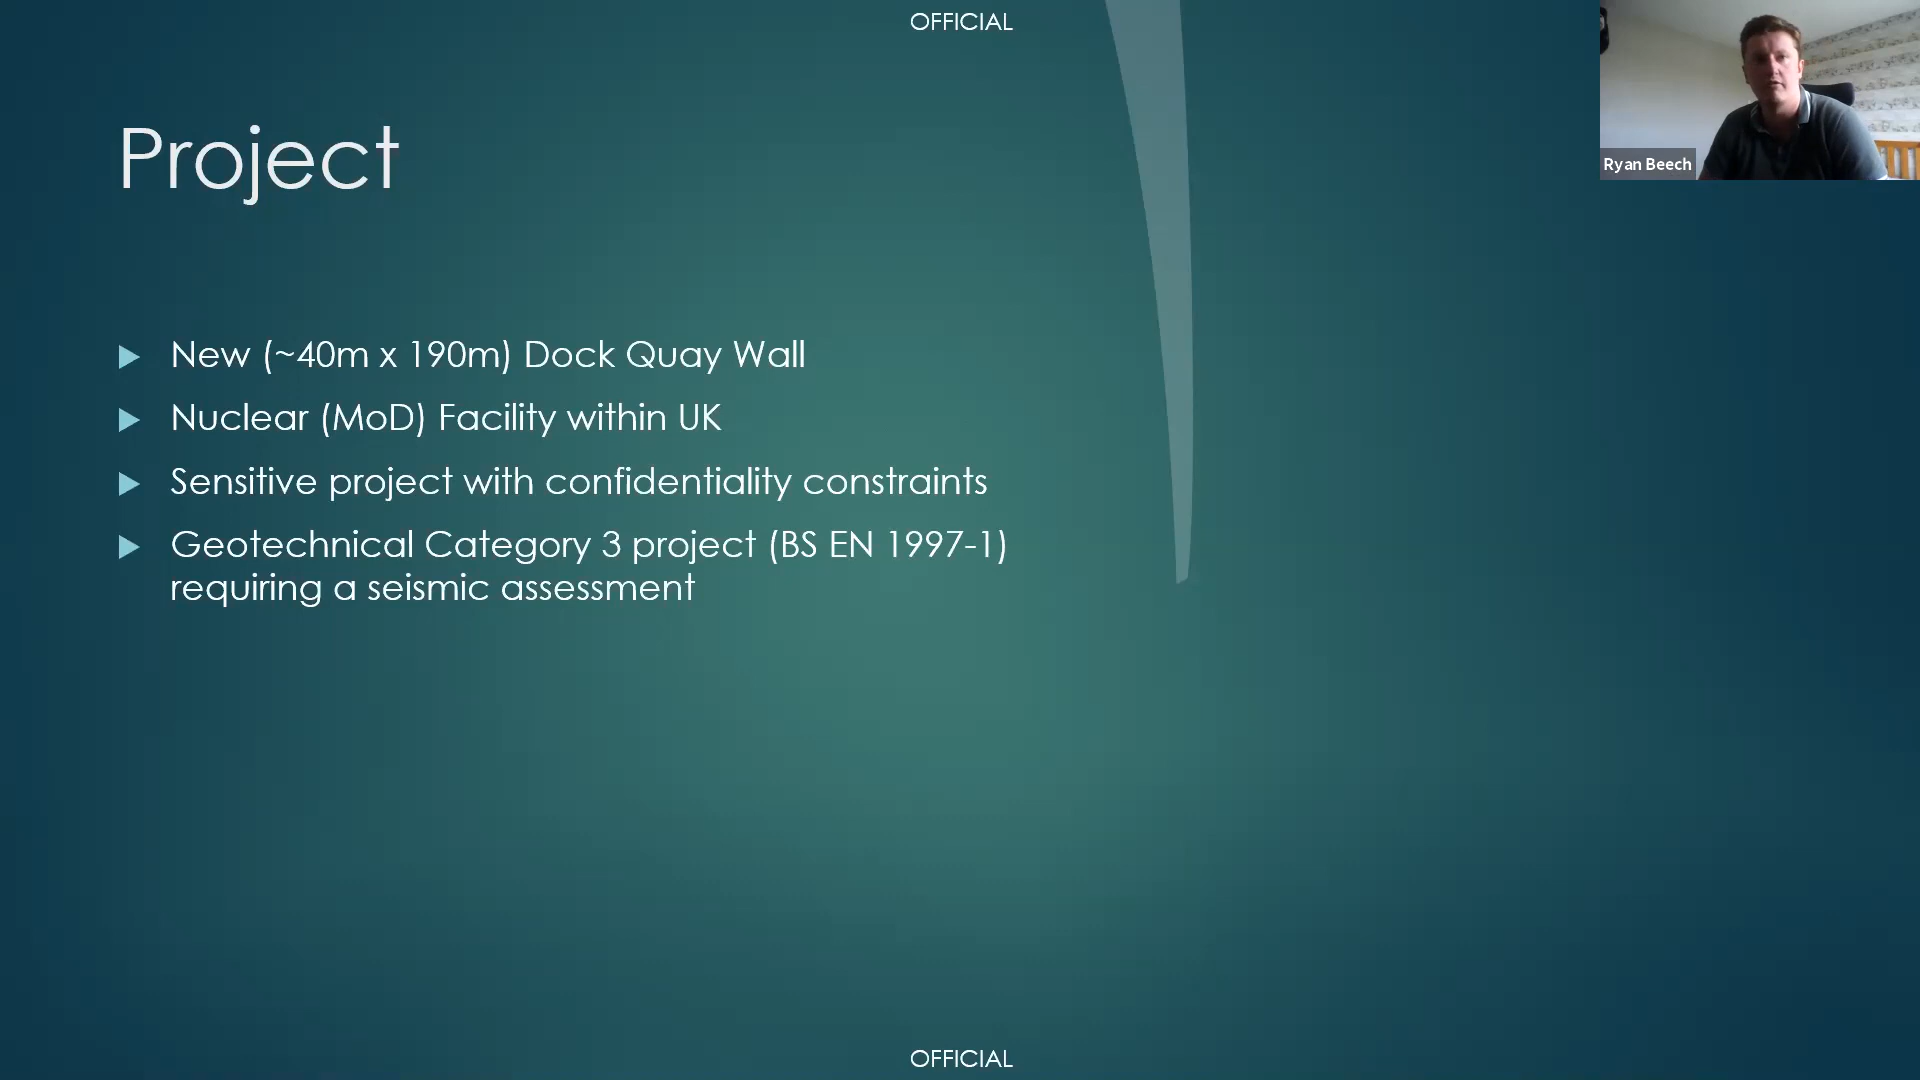 OFFICIAL
Ryan Beech
Project
New (~40m x 190m) Dock Quay Wall
Nuclear (MoD) Facility within UK
Sensitive project with confidentiality constraints
Geotechnical Category 3 project (BS EN 1997-1)
requiring a seismic assessment
OFFICIAL